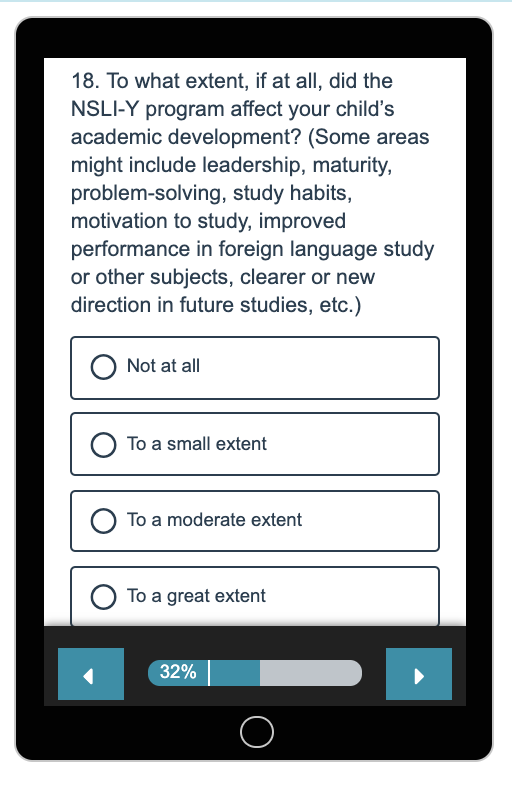 18. To what extent, if at all, did the
NSLI-Y program affect your child’s
academic development? (Some areas
might include leadership, maturity,
problem-solving, study habits,
motivation to study, improved
performance in foreign language study
or other subjects, clearer or new
direction in future studies, etc.)
Not at all
To a small extent
To a moderate extent
To a great extent
32%